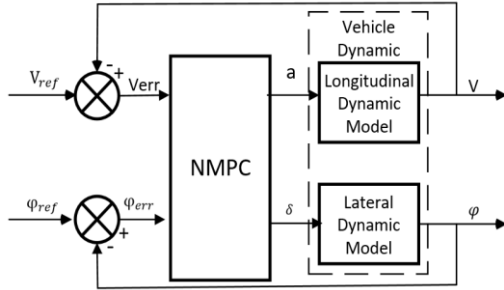 Vehicle
Dynamic
V_ref
-
+
Verr
NMPC
a
Longitudinal
Dynamic
Model
V
φ_ref
+
-
φ_err
δ
Lateral
Dynamic
Model
φ